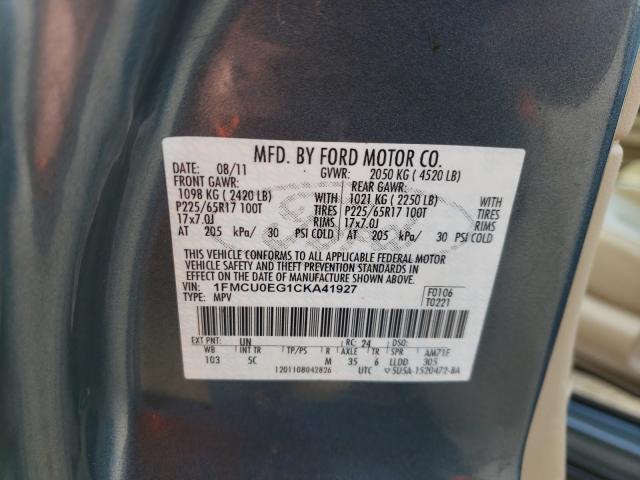 MFD. BY FORD MOTOR CO.
DATE: 08/11 GVWR: 2050 KG ( 4520 LB)
FRONT GAWR: REAR GAWR:
1098 KG ( 2420 LB) WITH 1021 KG ( 2250 LB)
P225/65R17 100T TIRES P225/65R17 100T
17x7.0J RIMS 17x7.0J
AT 205 kPa/ 30 PSI COLD AT 205 kPa/ 30 PSI COLD
THIS VEHICLE CONFORMS TO ALL APPLICABLE FEDERAL MOTOR
VEHICLE SAFETY AND THEFT PREVENTION STANDARDS IN
EFFECT ON THE DATE OF MANUFACTURE SHOWN ABOVE.
VIN: 1FMCU0EG1CKA41927 F0106
TYPE: MPV T0221
EXT PNT: UN RC: 24 DSO:
WB INT TR TP/PS R AXLE TR SPR AM71F
103 5C M 35 6 LLDD 305
1201108042826 UTC 5U5A-1520472-BA